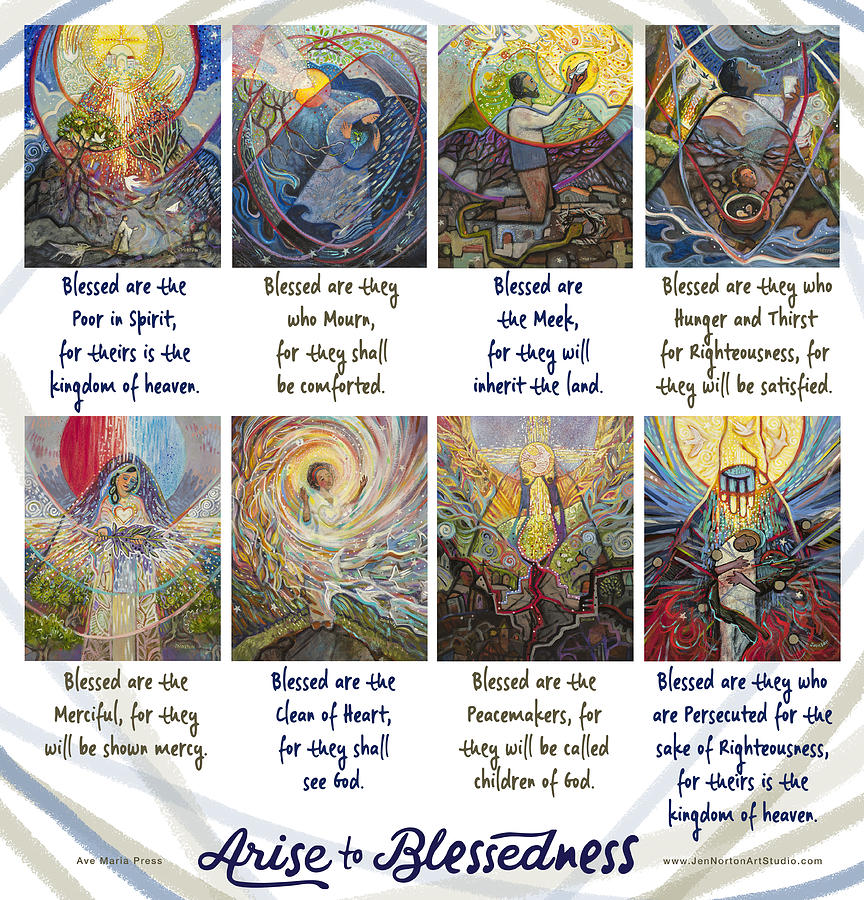 Blessed are the
Poor in Spirit,
for theirs is the
kingdom of heaven.
Blessed are they
who Mourn,
for they shall
be comforted.
Blessed are
the Meek,
for they will
inherit the land.
Blessed are they who
Hunger and Thirst
for Righteousness, for
they will be satisfied.
Blessed are the
Merciful, for they
will be shown mercy.
Blessed are the
Clean of Heart,
for they shall
see God.
Blessed are the
Peacemakers, for
they will be called
children of God.
Blessed are they who
are Persecuted for the
sake of Righteousness,
for theirs is the
kingdom of heaven.
Ave Maria Press
Arise to Blessedness
www.JenNortonArtStudio.com